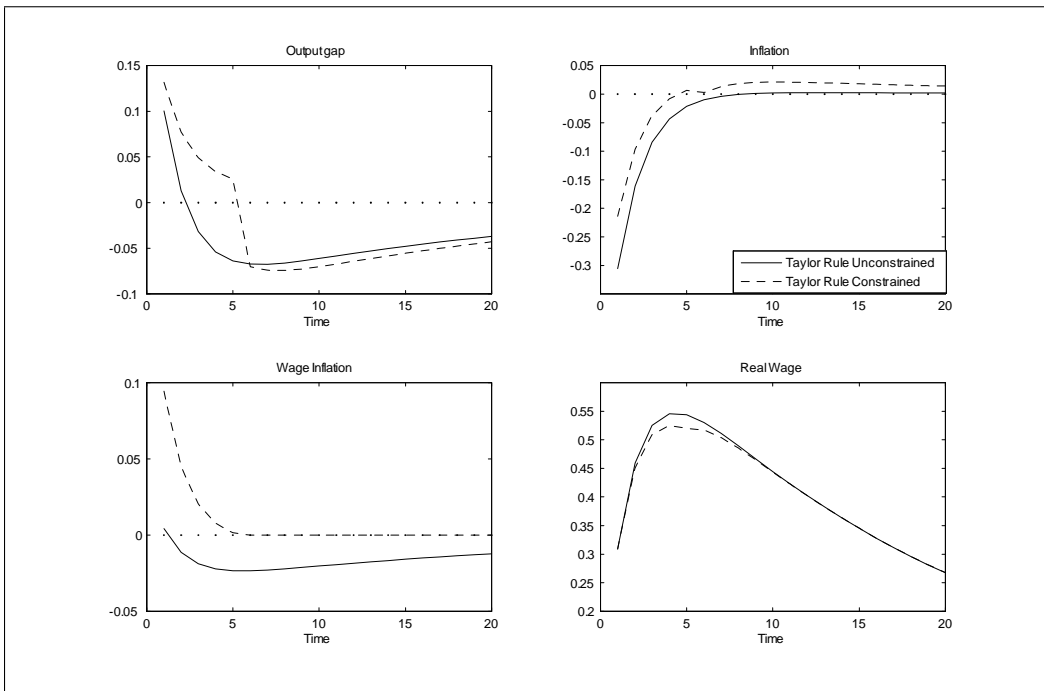 Output gap
0.15
0.1
0.05
0
-0.05
-0.1
0 5 10 15 20
Time
Inflation
0.05
0
-0.05
-0.1
-0.15
-0.2
-0.25
-0.3
Taylor Rule Unconstrained
Taylor Rule Constrained
0 5 10 15 20
Time
Wage Inflation
0.1
0.05
0
-0.05
0 5 10 15 20
Time
Real Wage
0.55
0.5
0.45
0.4
0.35
0.3
0.25
0.2
0 5 10 15 20
Time